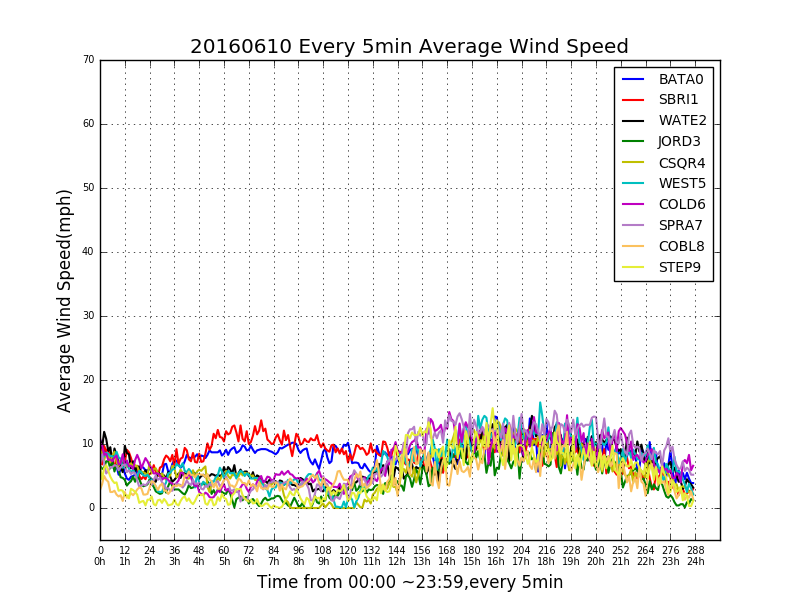 20160610 Every 5min Average Wind Speed
Average Wind Speed(mph)
70
60
50
40
30
20
10
0
BATA0
SBRI1
WATE2
JORD3
CSQR4
WEST5
COLD6
SPRA7
COBL8
STEP9
0 12 24 36 48 60 72 84 96 108 120 132 144 156 168 180 192 204 216 228 240 252 264 276 288
0h 1h 2h 3h 4h 5h 6h 7h 8h 9h 10h 11h 12h 13h 14h 15h 16h 17h 18h 19h 20h 21h 22h 23h 24h
Time from 00:00 ~23:59,every 5min